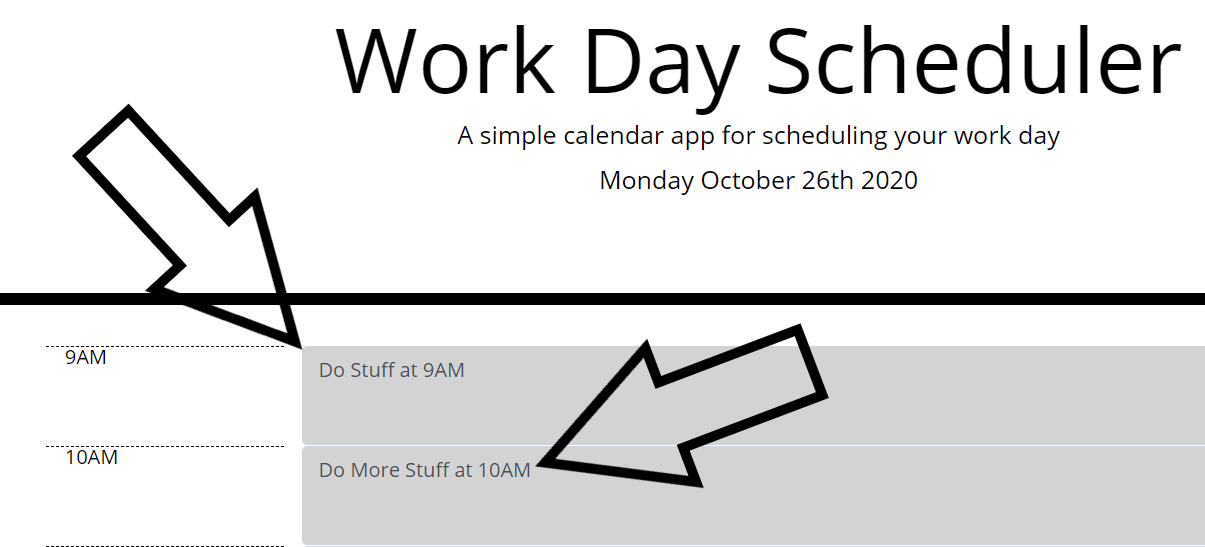 Work Day Scheduler
A simple calendar app for scheduling your work day
Monday October 26th 2020
9AM
Do Stuff at 9AM
10AM
Do More Stuff at 10AM